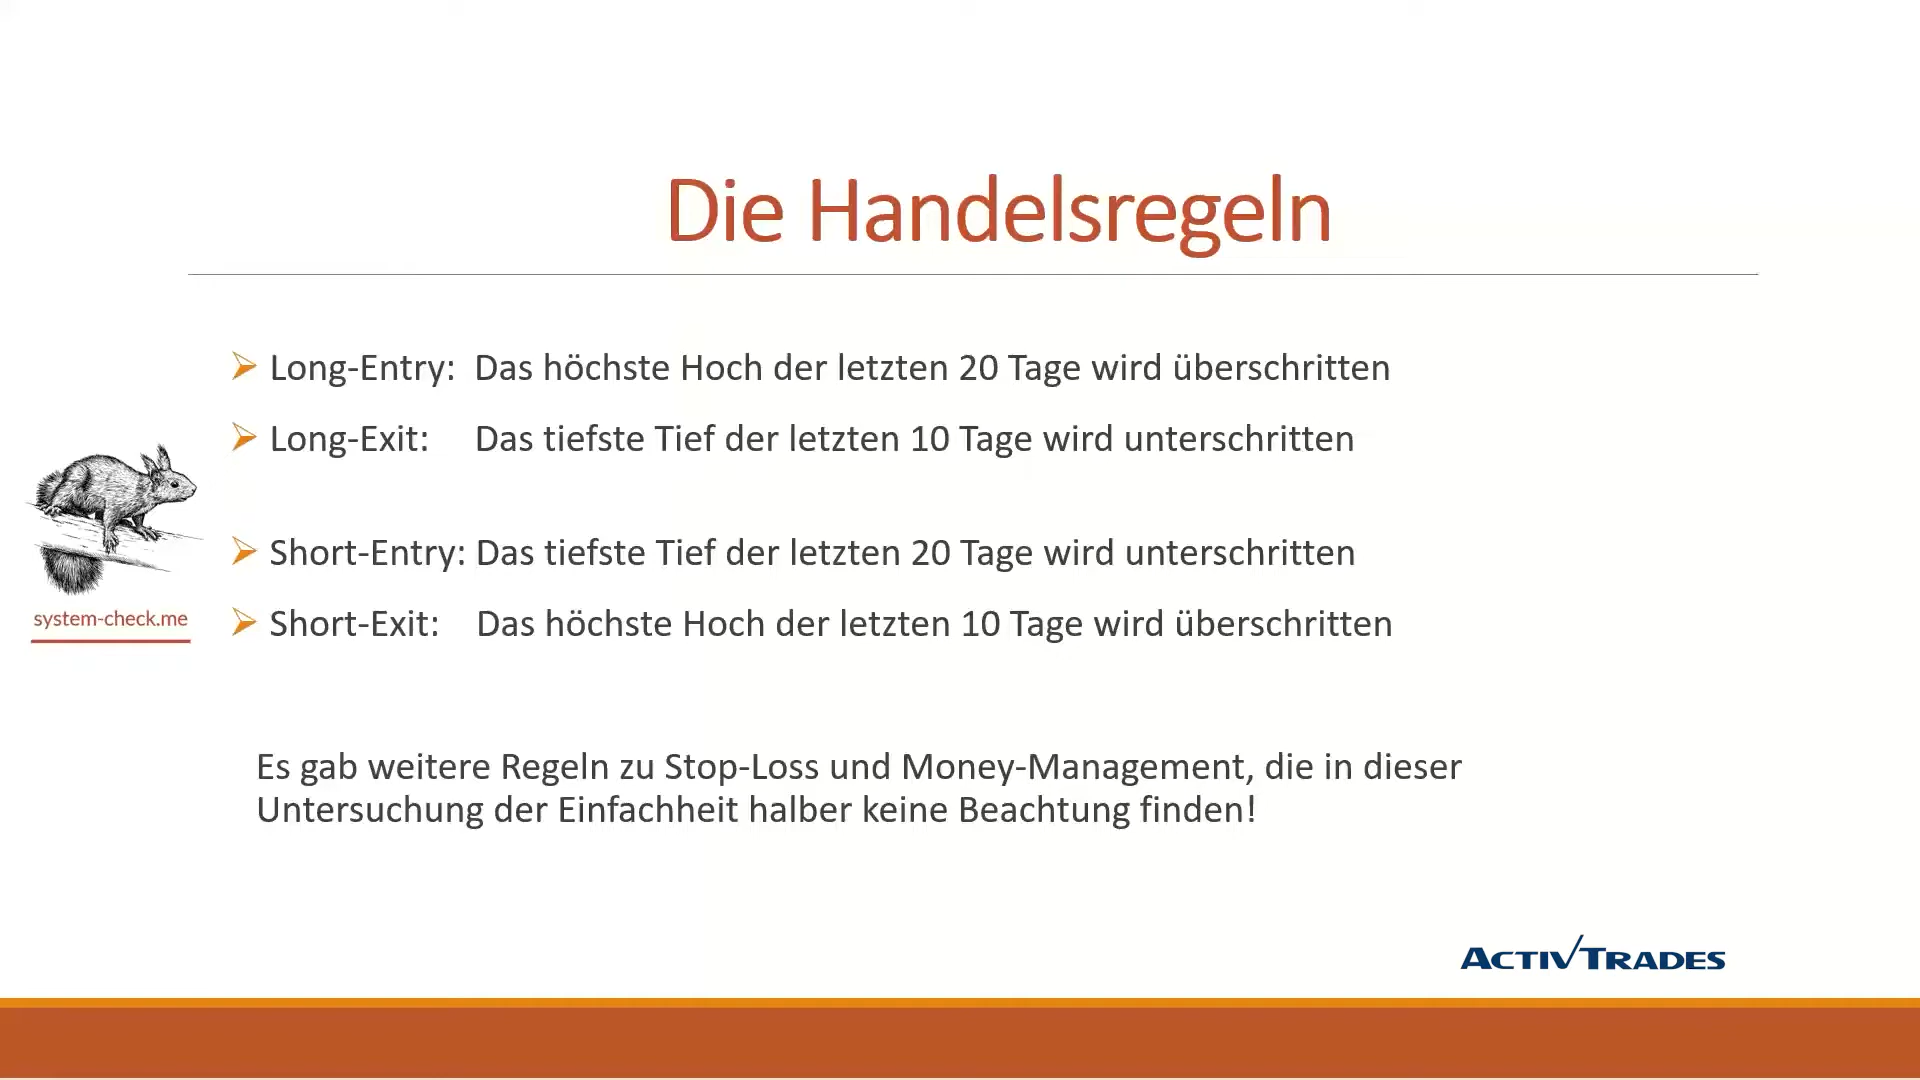 Die Handelsregeln
Long-Entry: Das höchste Hoch der letzten 20 Tage wird überschritten
Long-Exit: Das tiefste Tief der letzten 10 Tage wird unterschritten
Short-Entry: Das tiefste Tief der letzten 20 Tage wird unterschritten
Short-Exit: Das höchste Hoch der letzten 10 Tage wird überschritten
system-check.me
Es gab weitere Regeln zu Stop-Loss und Money-Management, die in dieser
Untersuchung der Einfachheit halber keine Beachtung finden!
ACTIVTRADES